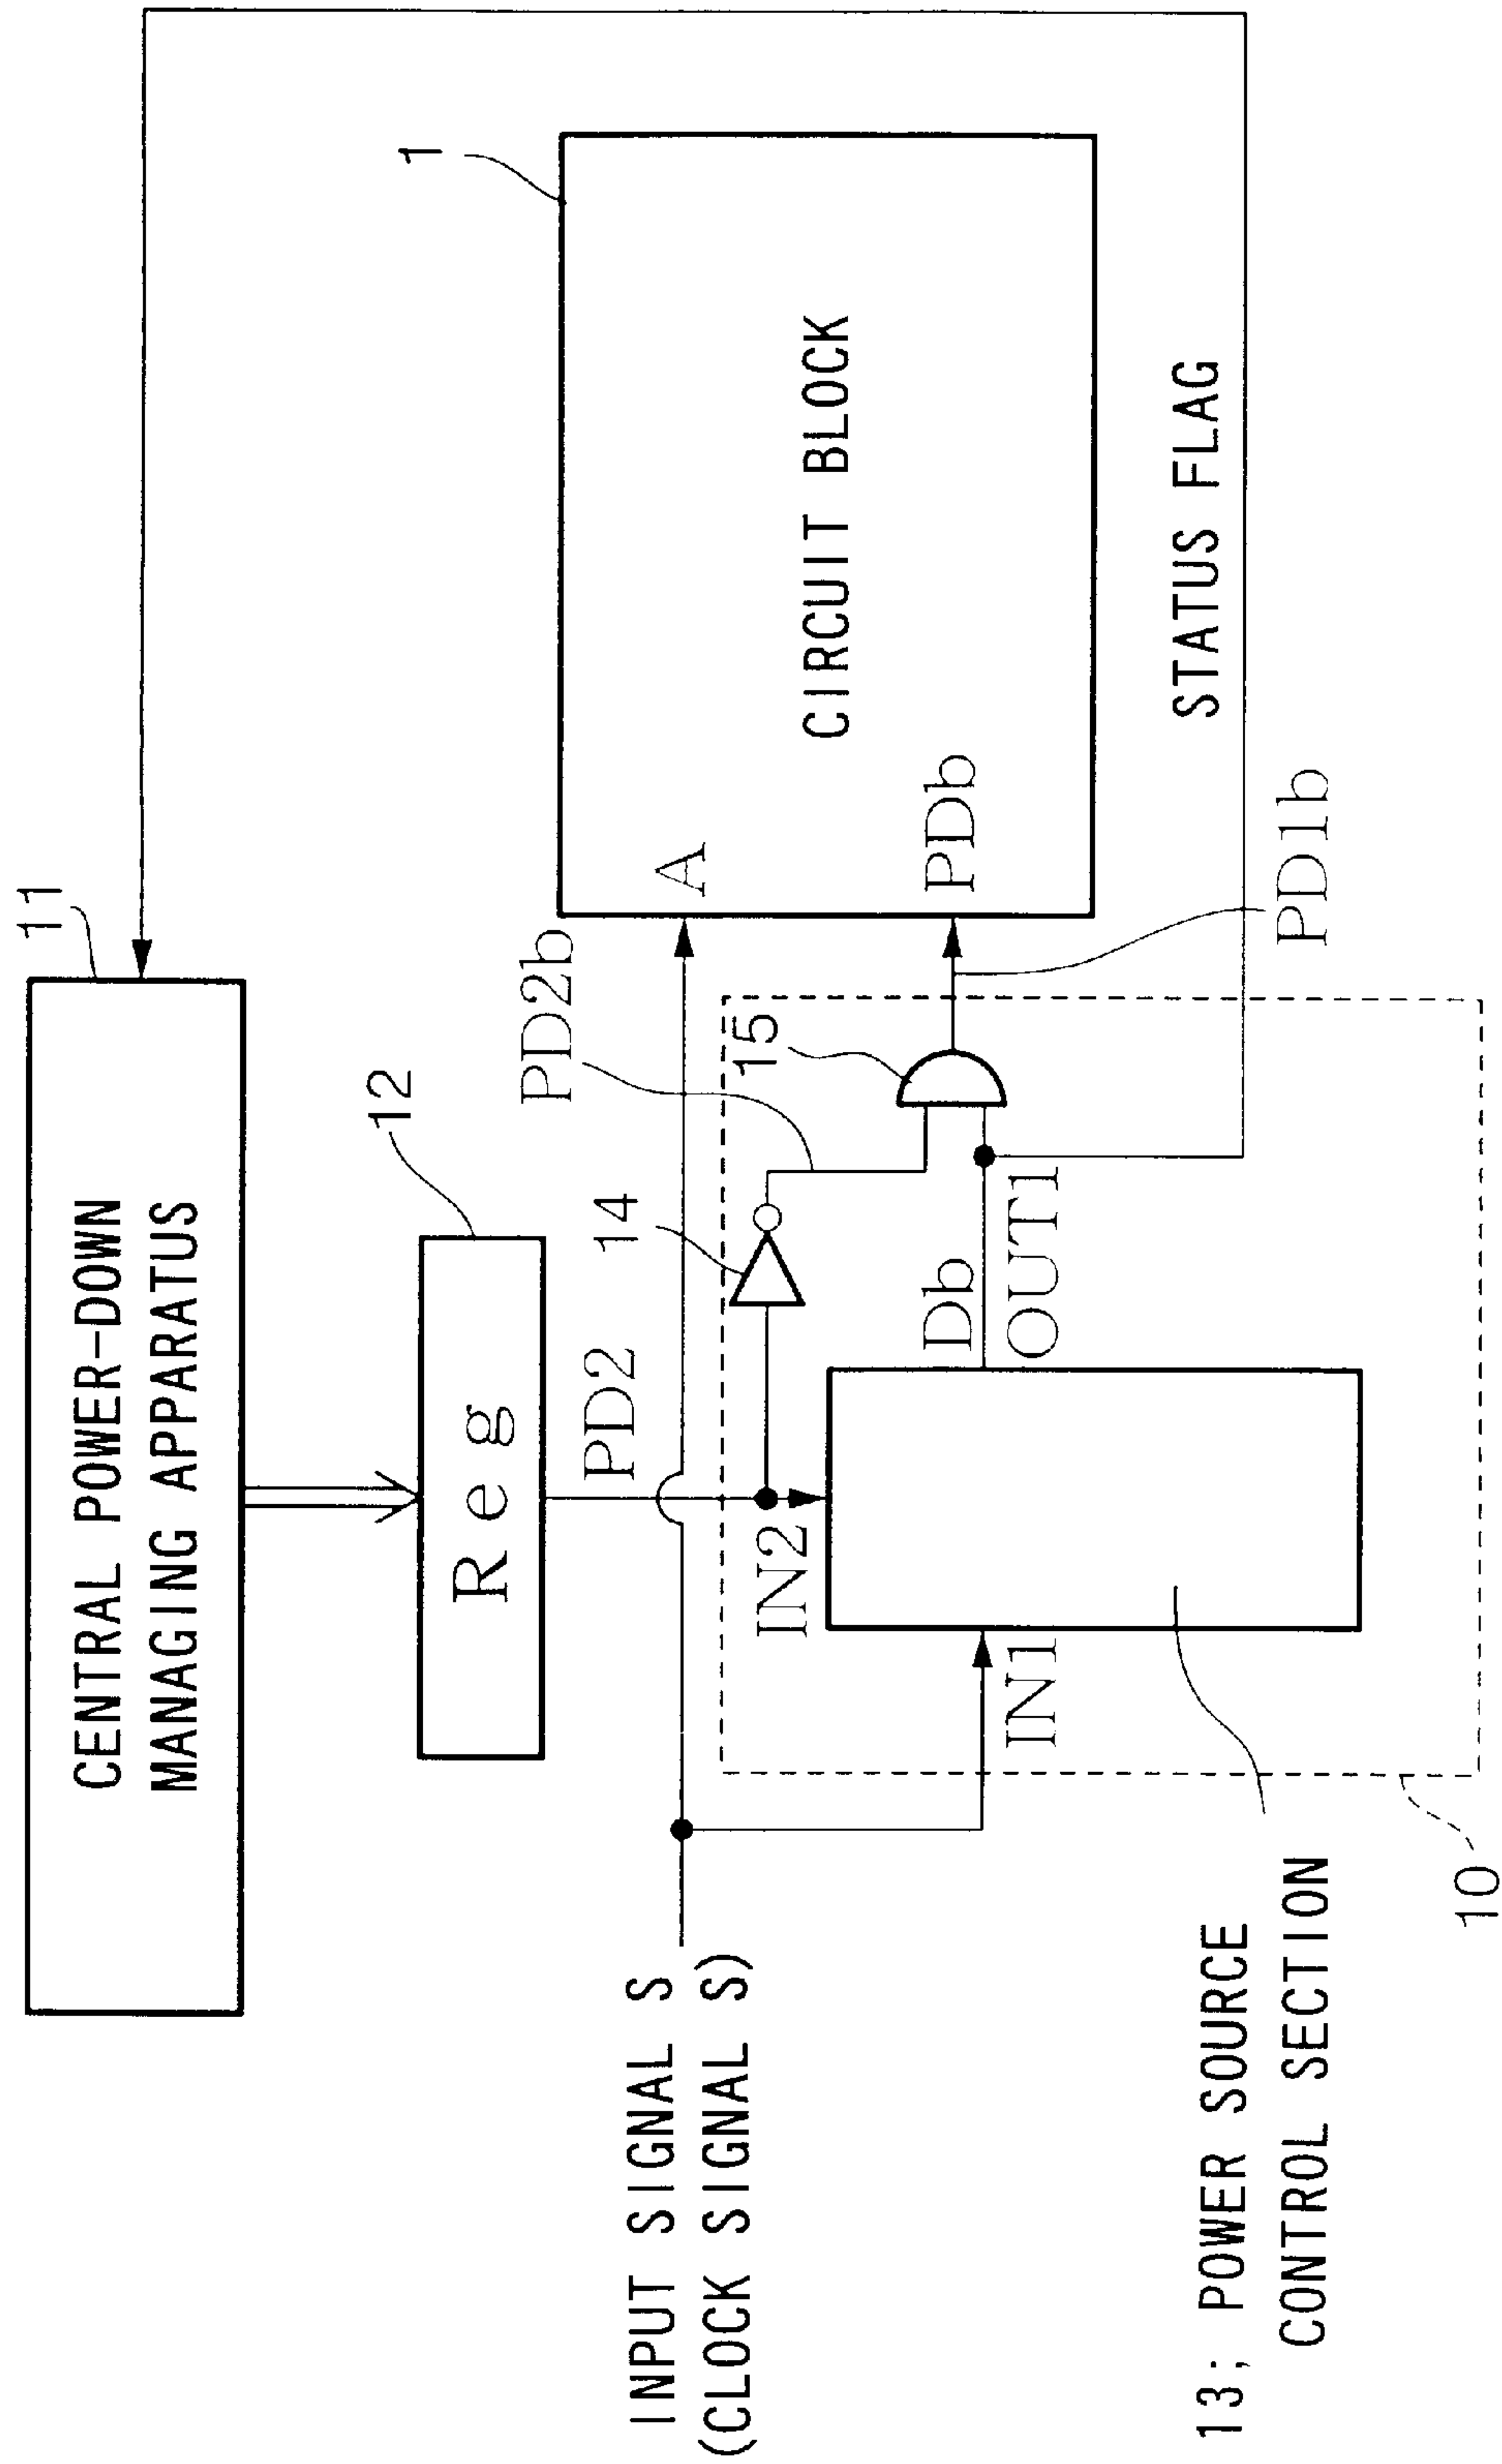 CENTRAL POWER-DOWN
MANAGING APPARATUS
11
Reg
12
PD2
INPUT SIGNAL S
(CLOCK SIGNAL S)
PD2b
A
1
CIRCUIT BLOCK
PDb
14
15
IN2
IN1
Db
OUT1
PD1b
STATUS FLAG
13; POWER SOURCE
CONTROL SECTION
10